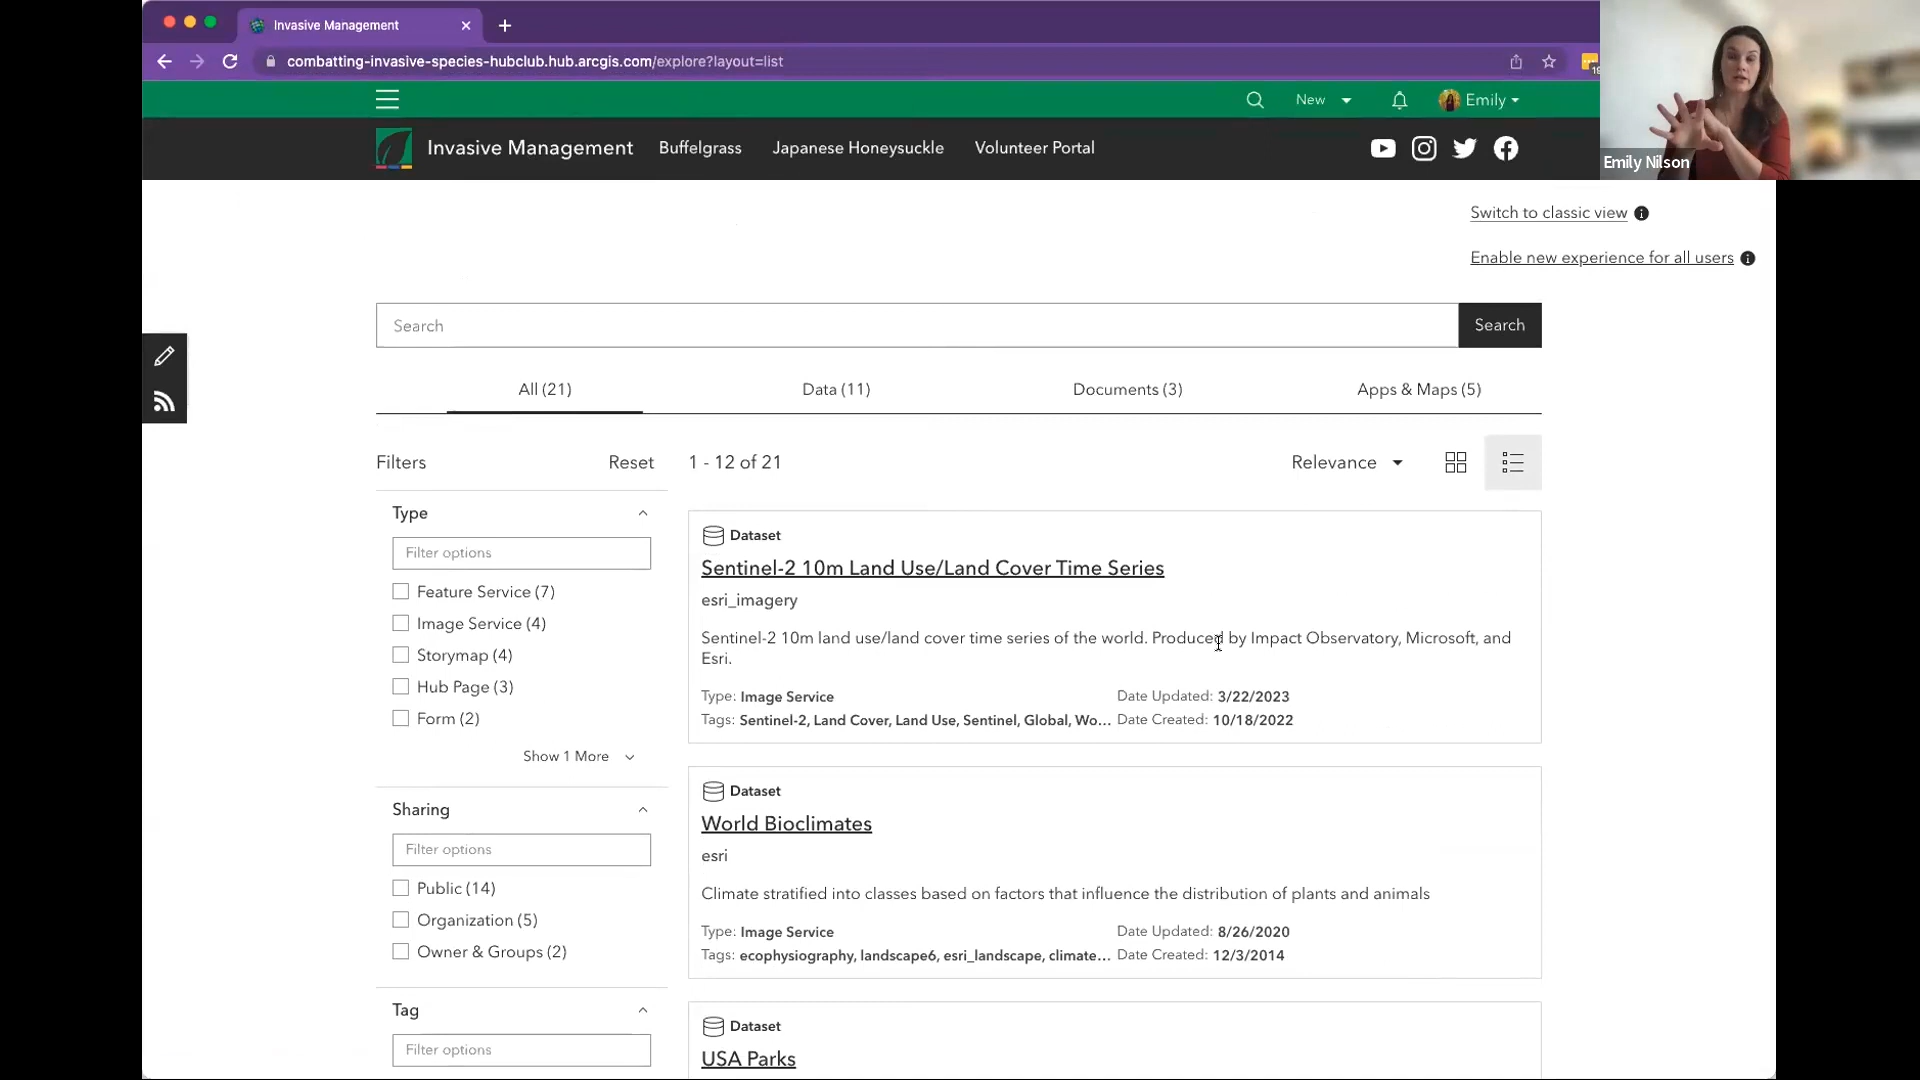 Invasive Management
combatting-invasive-species-hubclub.hub.arcgis.com/explore?layout=list
New
Emily
Invasive Management
Buffelgrass
Japanese Honeysuckle
Volunteer Portal
Emily Nilson
Switch to classic view
Enable new experience for all users
Search
Search
All (21)
Data (11)
Documents (3)
Apps & Maps (5)
Filters
Reset
1 - 12 of 21
Relevance
Type
Filter options
Feature Service (7)
Image Service (4)
Storymap (4)
Hub Page (3)
Form (2)
Show 1 More
Sharing
Filter options
Public (14)
Organization (5)
Owner & Groups (2)
Tag
Filter options
Dataset
Sentinel-2 10m Land Use/Land Cover Time Series
esri_imagery
Sentinel-2 10m land use/land cover time series of the world. Produced by Impact Observatory, Microsoft, and
Esri.
Type: Image Service
Date Updated: 3/22/2023
Tags: Sentinel-2, Land Cover, Land Use, Sentinel, Global, Wo...
Date Created: 10/18/2022
Dataset
World Bioclimates
esri
Climate stratified into classes based on factors that influence the distribution of plants and animals
Type: Image Service
Date Updated: 8/26/2020
Tags: ecophysiography, landscape6, esri_landscape, climate...
Date Created: 12/3/2014
Dataset
USA Parks